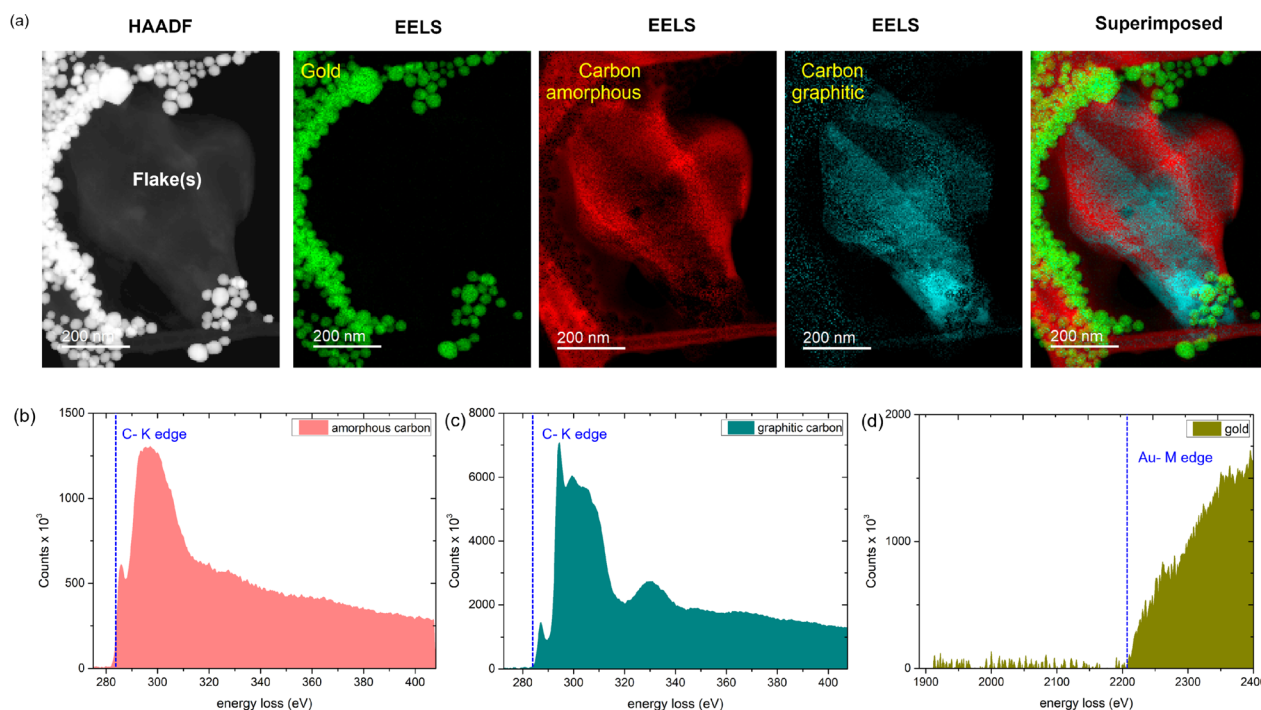 (a)
HAADF
EELS
EELS
EELS
Superimposed
Flake(s)
200 nm
Gold
200 nm
Carbon
amorphous
200 nm
Carbon
graphitic
200 nm
200 nm
(b)
1500
1000
500
0
Counts x 10³
C- K edge
amorphous carbon
280 300 320 340 360 380 400
energy loss (eV)
(c)
8000
6000
4000
2000
0
Counts x 10³
C- K edge
graphitic carbon
280 300 320 340 360 380 400
energy loss (eV)
(d)
2000
1000
0
Counts x 10³
gold
Au- M edge
1900 2000 2100 2200 2300 2400
energy loss (eV)